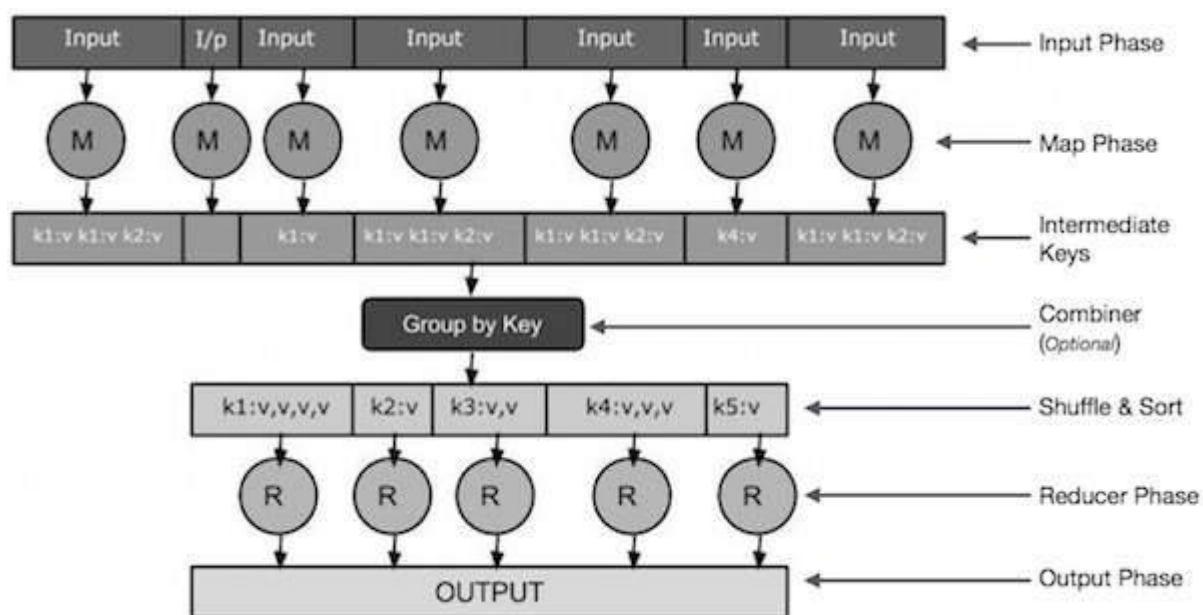 Input I/p Input Input Input Input Input Input Phase
M M M M M M M Map Phase
k1:v k1:v k2:v k1:v k1:v k1:v k2:v k1:v k1:v k2:v k4:v k1:v k1:v k2:v Intermediate
Keys
Group by Key Combiner
(Optional)
k1:v,v,v,v k2:v k3:v,v k4:v,v,v k5:v Shuffle & Sort
R R R R R Reducer Phase
OUTPUT Output Phase